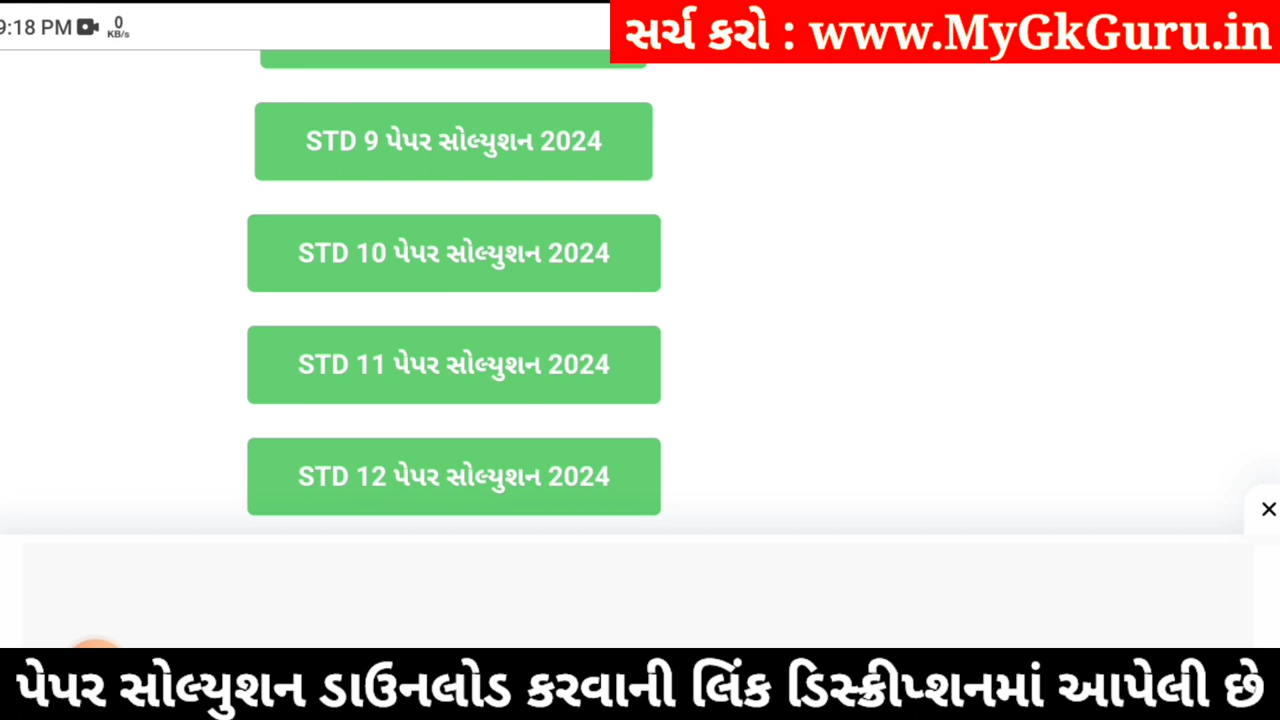 9:18 PM 0 KB/s
સર્ચ કરો : www.MyGkGuru.in
STD 9 પેપર સોલ્યુશન 2024
STD 10 પેપર સોલ્યુશન 2024
STD 11 પેપર સોલ્યુશન 2024
STD 12 પેપર સોલ્યુશન 2024
પેપર સોલ્યુશન ડાઉનલોડ કરવાની લિંક ડિસ્ક્રીપ્શનમાં આપેલી છે